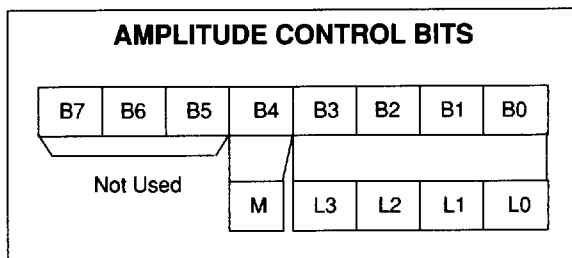 AMPLITUDE CONTROL BITS
B7 B6 B5 B4 B3 B2 B1 B0
Not Used
M L3 L2 L1 L0